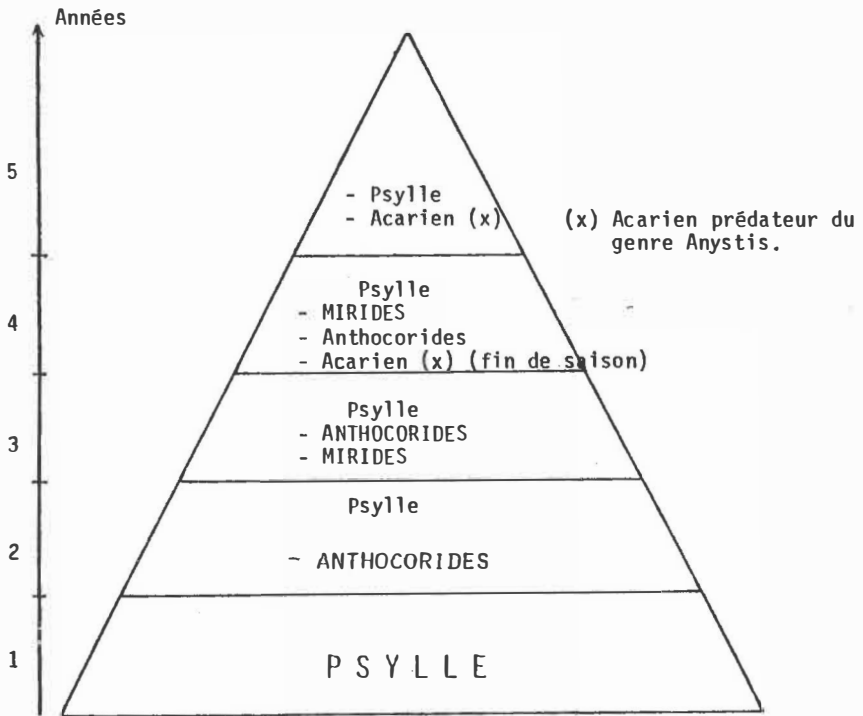 Années
5
- Psylle
- Acarien (x)
(x) Acarien prédateur du
genre Anystis.
4
Psylle
- MIRIDES
- Anthocorides
- Acarien (x) (fin de saison)
3
Psylle
- ANTHOCORIDES
- MIRIDES
2
Psylle
- ANTHOCORIDES
1
PSYLLE